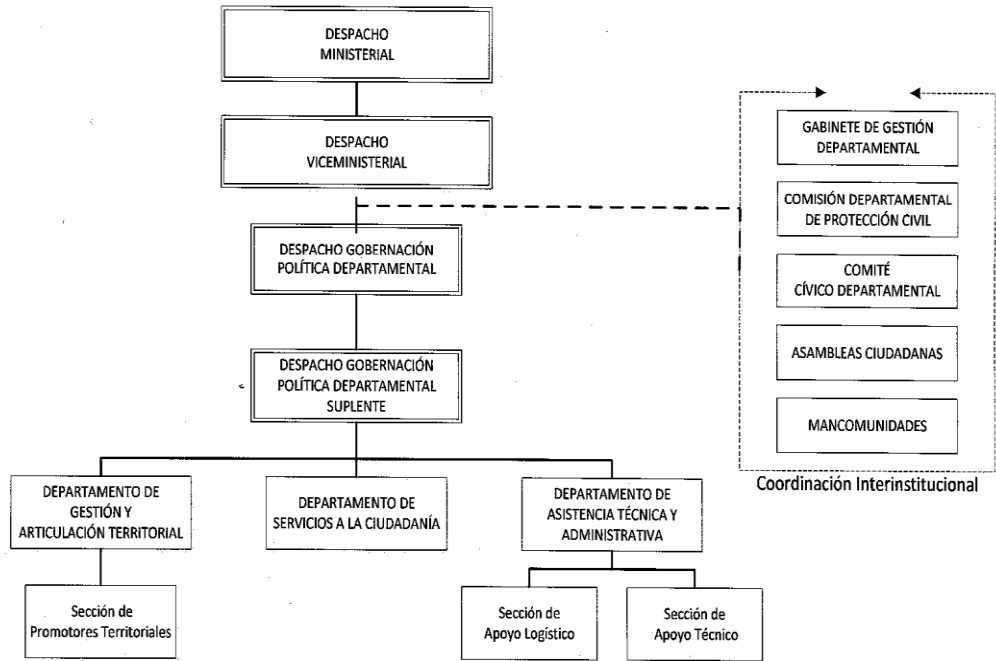 DESPACHO
MINISTERIAL
DESPACHO
VICEMINISTERIAL
DESPACHO GOBERNACIÓN
POLÍTICA DEPARTAMENTAL
DESPACHO GOBERNACIÓN
POLÍTICA DEPARTAMENTAL
SUPLENTE
DEPARTAMENTO DE
GESTIÓN Y
ARTICULACIÓN TERRITORIAL
DEPARTAMENTO DE
SERVICIOS A LA CIUDADANÍA
DEPARTAMENTO DE
ASISTENCIA TÉCNICA Y
ADMINISTRATIVA
Sección de
Promotores Territoriales
Sección de
Apoyo Logístico
Sección de
Apoyo Técnico
GABINETE DE GESTIÓN
DEPARTAMENTAL
COMISIÓN DEPARTAMENTAL
DE PROTECCIÓN CIVIL
COMITÉ
CÍVICO DEPARTAMENTAL
ASAMBLEAS CIUDADANAS
MANCOMUNIDADES
Coordinación Interinstitucional